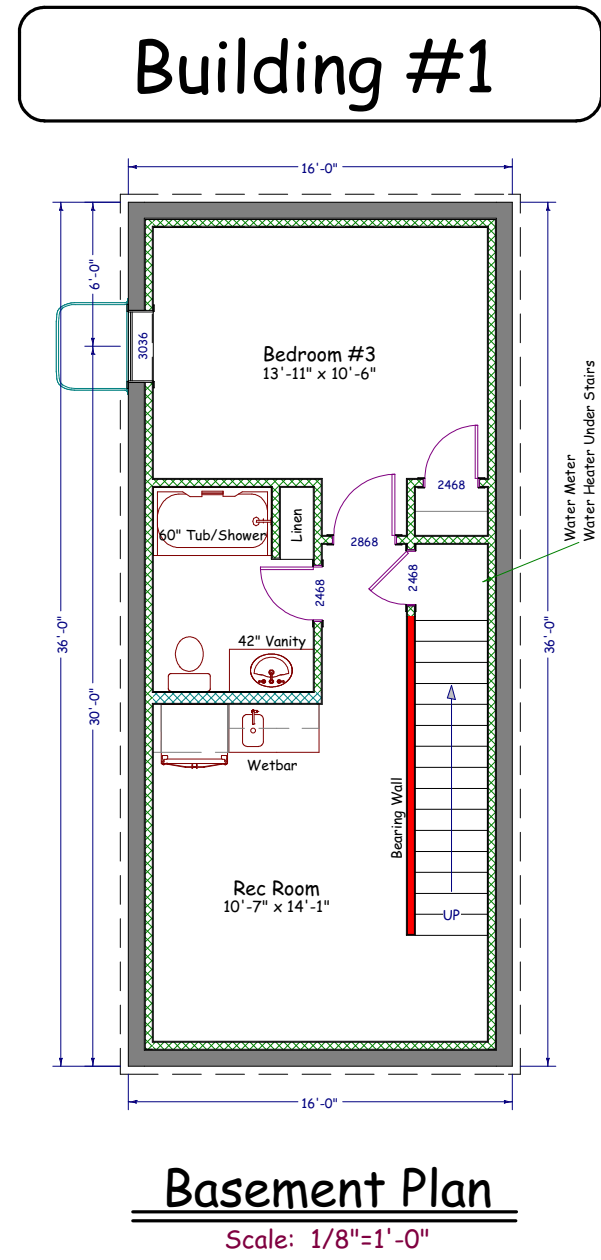 Building #1
16'-0"
6'-0"
3036
Bedroom #3
13'-11" x 10'-6"
Water Meter
Water Heater Under Stairs
2468
60" Tub/Shower
Linen
2868
2468
2468
42" Vanity
36'-0"
30'-0"
36'-0"
Wetbar
Bearing Wall
Rec Room
10'-7" x 14'-1"
UP
16'-0"
Basement Plan
Scale: 1/8"=1'-0"